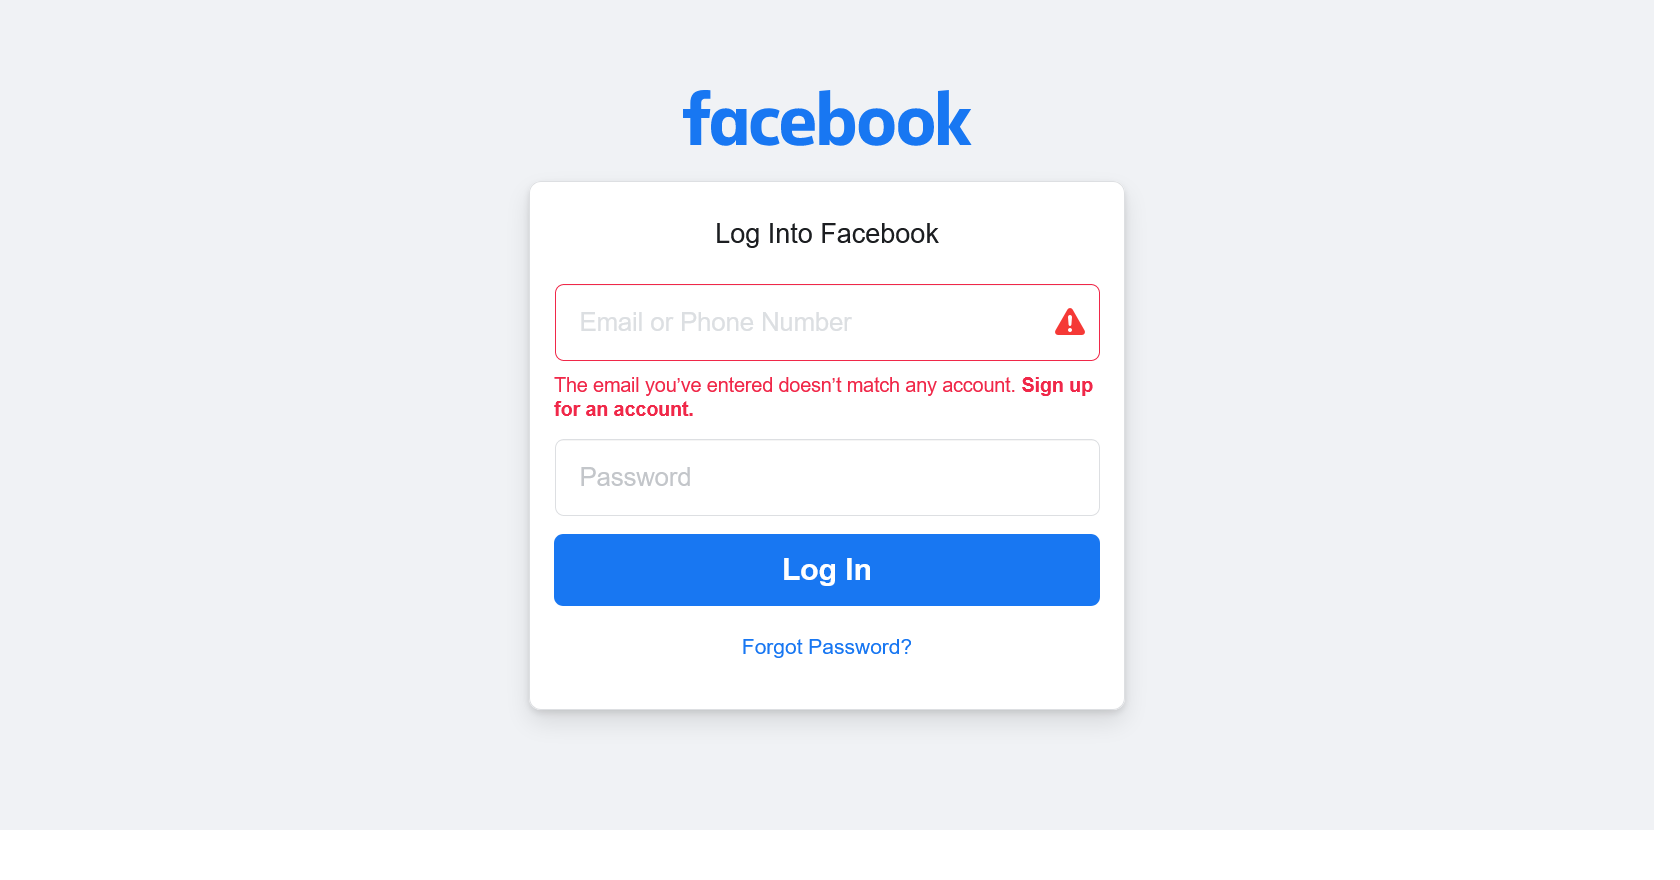 facebook
Log Into Facebook
Email or Phone Number
The email you’ve entered doesn’t match any account. Sign up
for an account.
Password
Log In
Forgot Password?